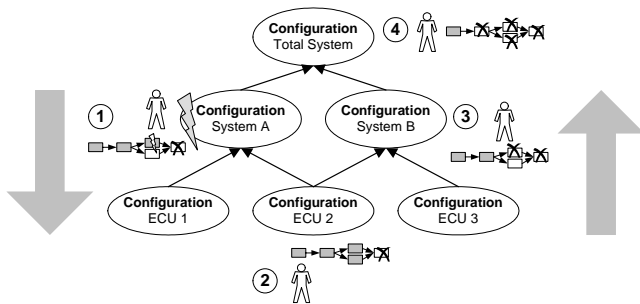 Configuration
Total System
4
1
Configuration
System A
Configuration
System B
3
Configuration
ECU 1
Configuration
ECU 2
Configuration
ECU 3
2